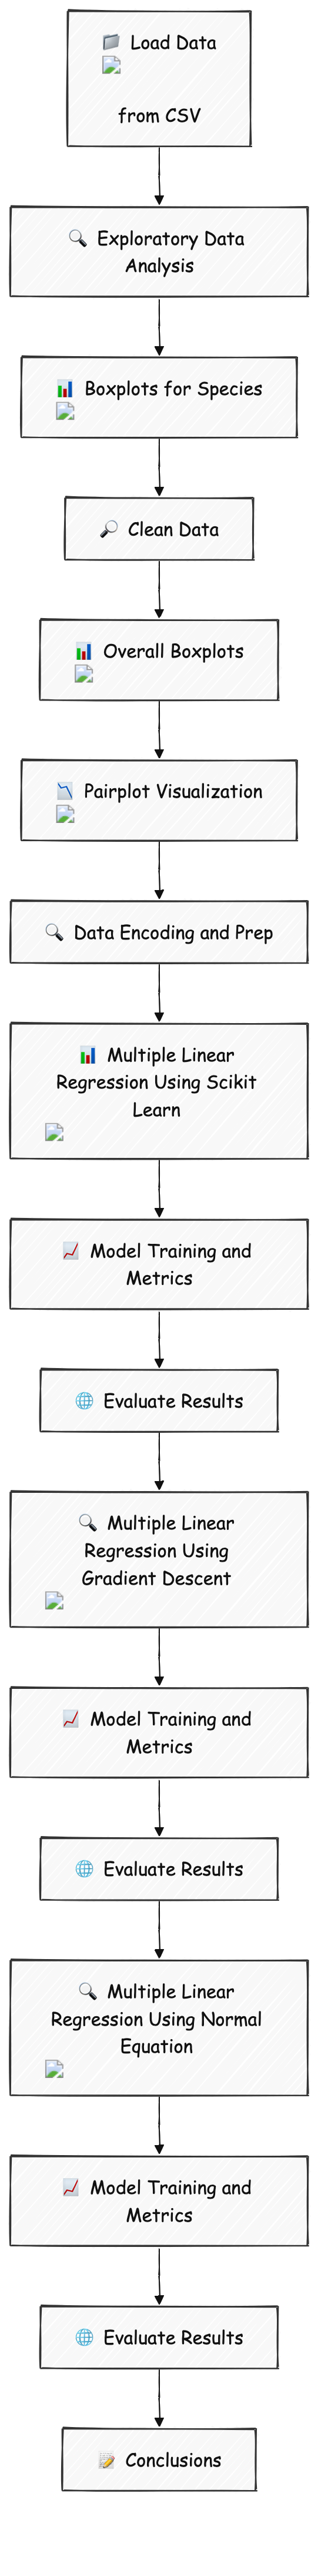 Load Data
from CSV
Exploratory Data
Analysis
Boxplots for Species
Clean Data
Overall Boxplots
Pairplot Visualization
Data Encoding and Prep
Multiple Linear
Regression Using Scikit
Learn
Model Training and
Metrics
Evaluate Results
Multiple Linear
Regression Using
Gradient Descent
Model Training and
Metrics
Evaluate Results
Multiple Linear
Regression Using Normal
Equation
Model Training and
Metrics
Evaluate Results
Conclusions